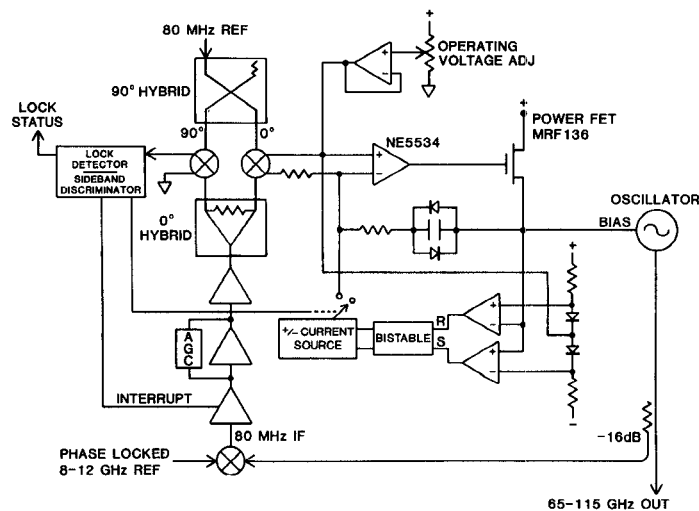 80 MHz REF
+
OPERATING
VOLTAGE ADJ
+
-
90° HYBRID
+
POWER FET
MRF136
LOCK
STATUS
90°
0°
NE5534
LOCK
DETECTOR
SIDEBAND
DISCRIMINATOR
+
-
OSCILLATOR
BIAS
0°
HYBRID
+
+/- CURRENT
SOURCE
BISTABLE
R
S
+
-
+
-
AGC
INTERRUPT
-
80 MHz IF
-16dB
PHASE LOCKED
8-12 GHz REF
65-115 GHz OUT